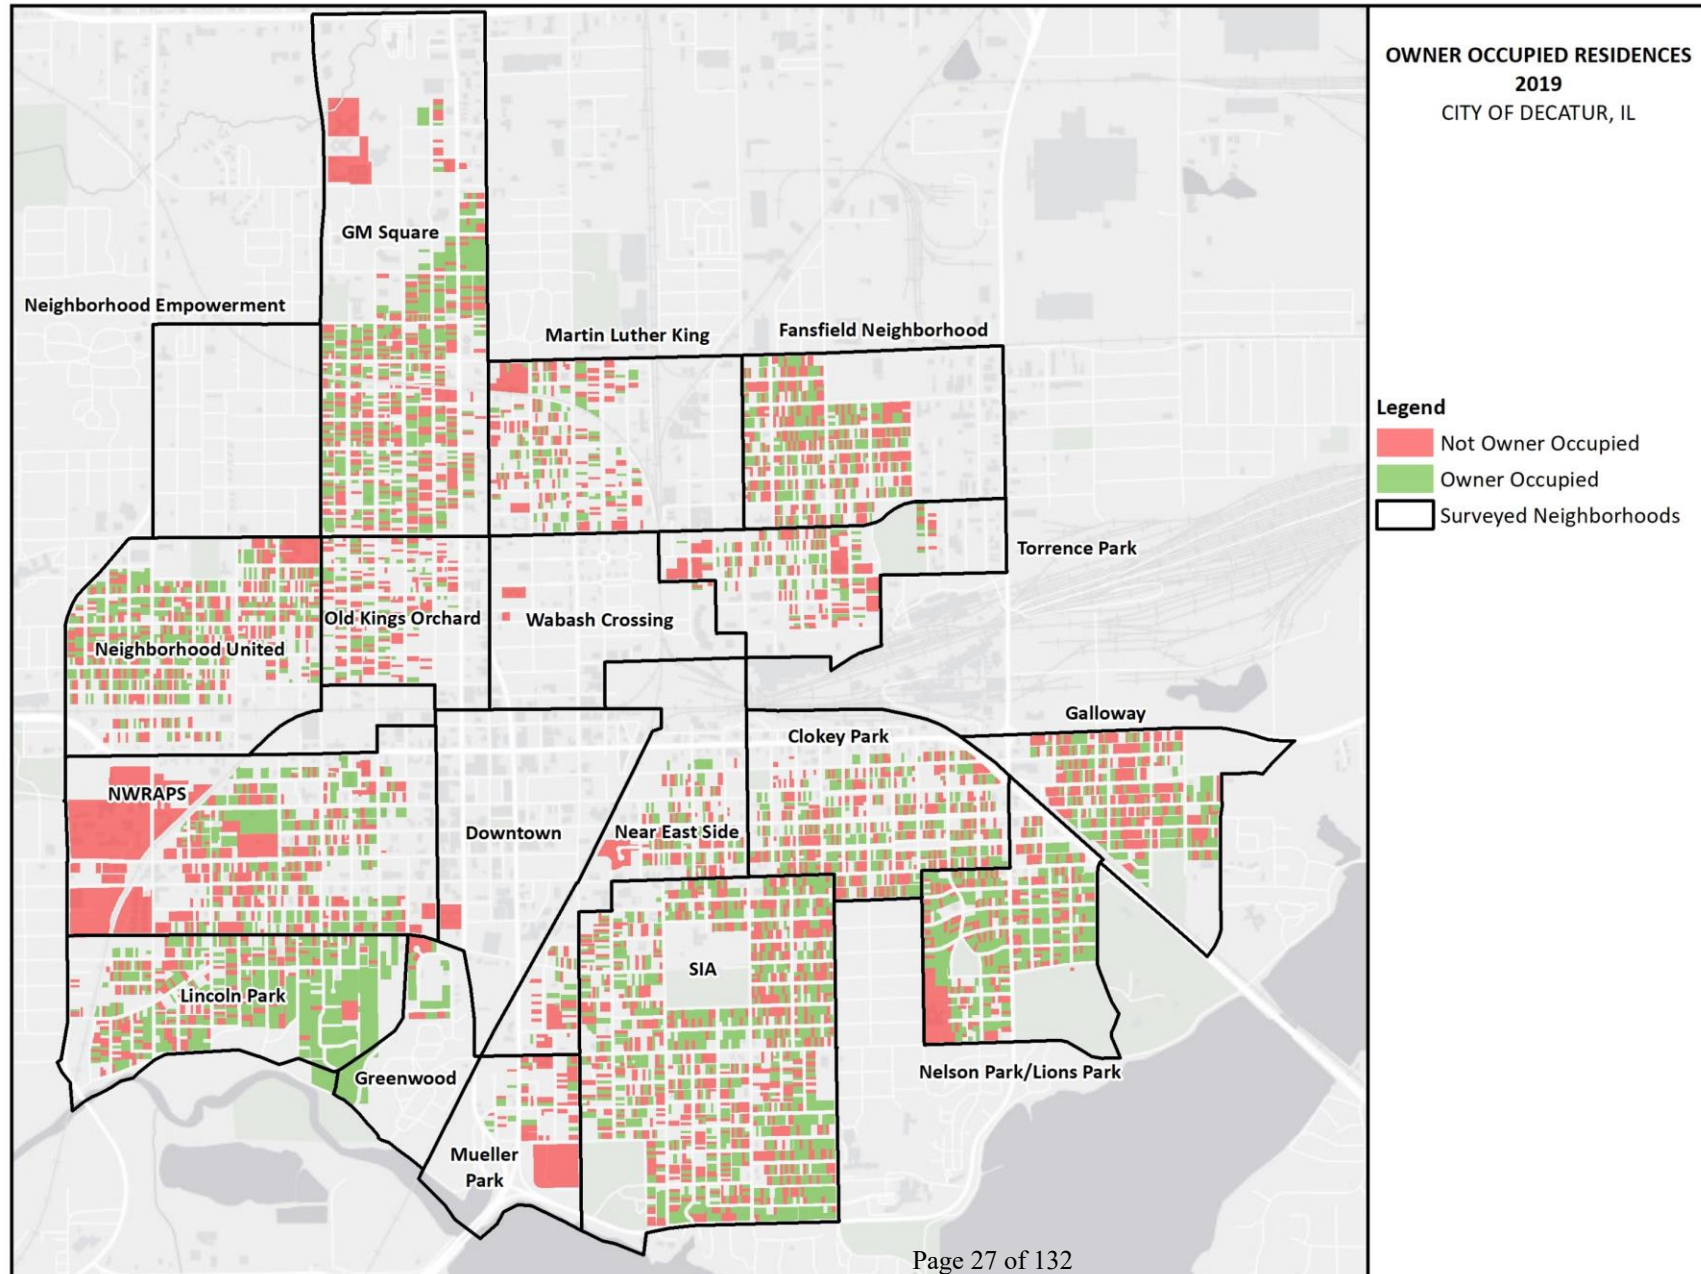 OWNER OCCUPIED RESIDENCES
2019
CITY OF DECATUR, IL
GM Square
Neighborhood Empowerment
Martin Luther King
Fansfield Neighborhood
Legend
Not Owner Occupied
Owner Occupied
Surveyed Neighborhoods
Torrence Park
Old Kings Orchard
Wabash Crossing
Neighborhood United
Galloway
Clokey Park
NWRAPS
Downtown
Near East Side
SIA
Lincoln Park
Greenwood
Nelson Park/Lions Park
Mueller
Park
Page 27 of 132